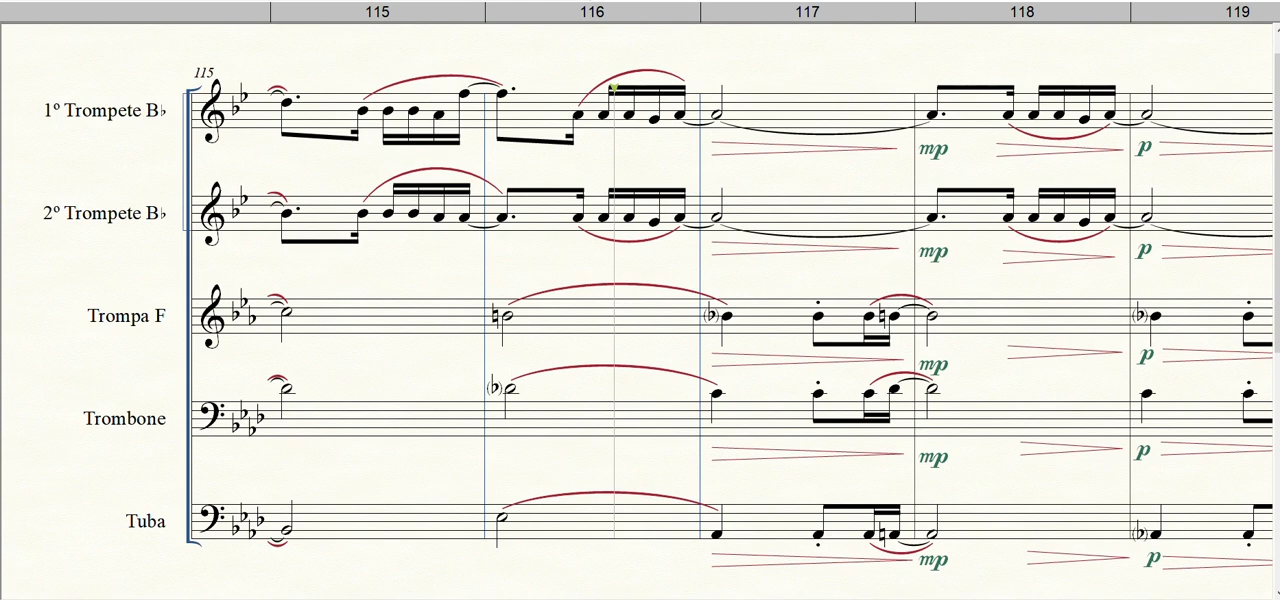 115 116 117 118 119
115
1º Trompete B♭
mp p
2º Trompete B♭
mp p
Trompa F
mp p
Trombone
mp p
Tuba
mp p